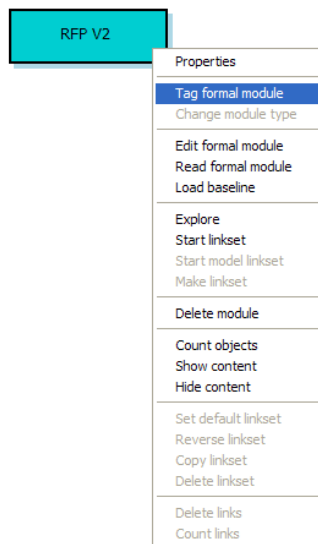 RFP V2
Properties
Tag formal module
Change module type
Edit formal module
Read formal module
Load baseline
Explore
Start linkset
Start model linkset
Make linkset
Delete module
Count objects
Show content
Hide content
Set default linkset
Reverse linkset
Copy linkset
Delete linkset
Delete links
Count links